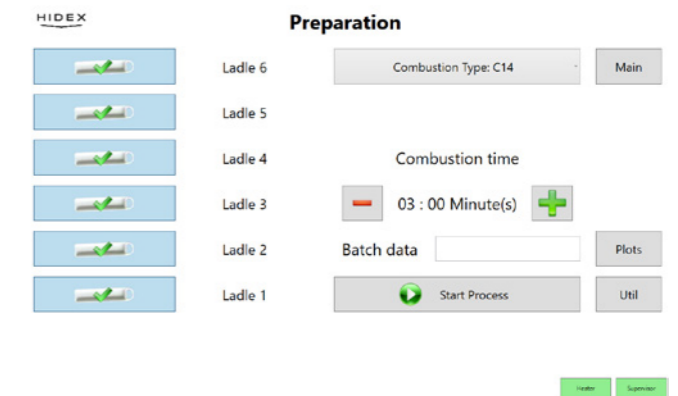 HIDEX
Preparation
Ladle 6
Combustion Type: C14
Main
Ladle 5
Ladle 4
Combustion time
Ladle 3
03 : 00 Minute(s)
Ladle 2
Batch data
Plots
Ladle 1
Start Process
Util
Heater
Supervisor